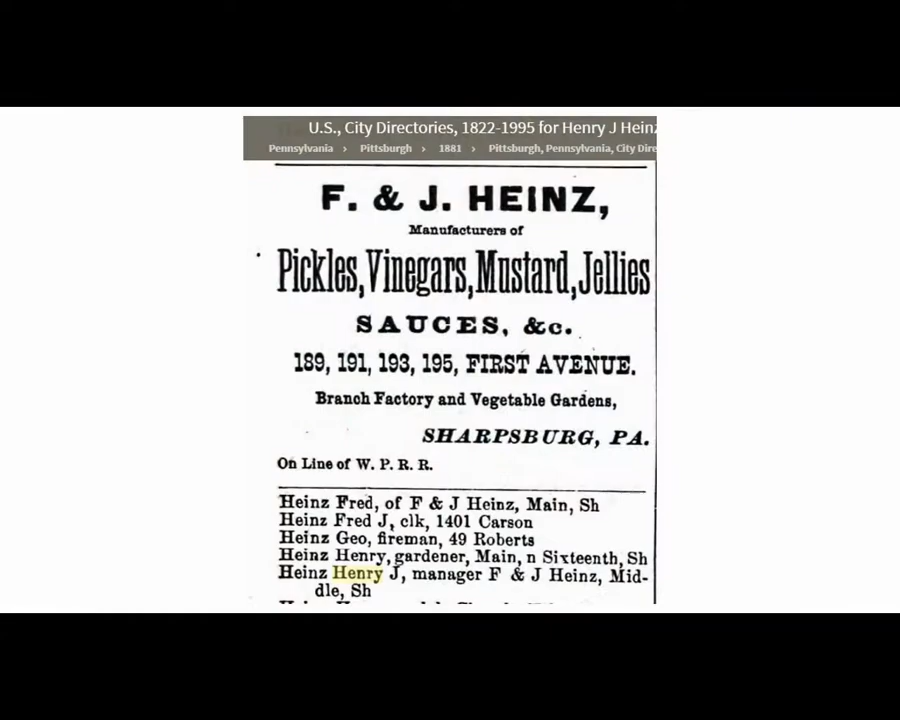 U.S., City Directories, 1822-1995 for Henry J Heinz
Pennsylvania > Pittsburgh > 1881 > Pittsburgh, Pennsylvania, City Dire
F. & J. HEINZ,
Manufacturers of
Pickles, Vinegars, Mustard, Jellies
SAUCES, &c.
189, 191, 193, 195, FIRST AVENUE.
Branch Factory and Vegetable Gardens,
SHARPSBURG, PA.
On Line of W. P. R. R.
Heinz Fred, of F & J Heinz, Main, Sh
Heinz Fred J, clk, 1401 Carson
Heinz Geo, fireman, 49 Roberts
Heinz Henry, gardener, Main, n Sixteenth, Sh
Heinz Henry J, manager F & J Heinz, Mid-
dle, Sh